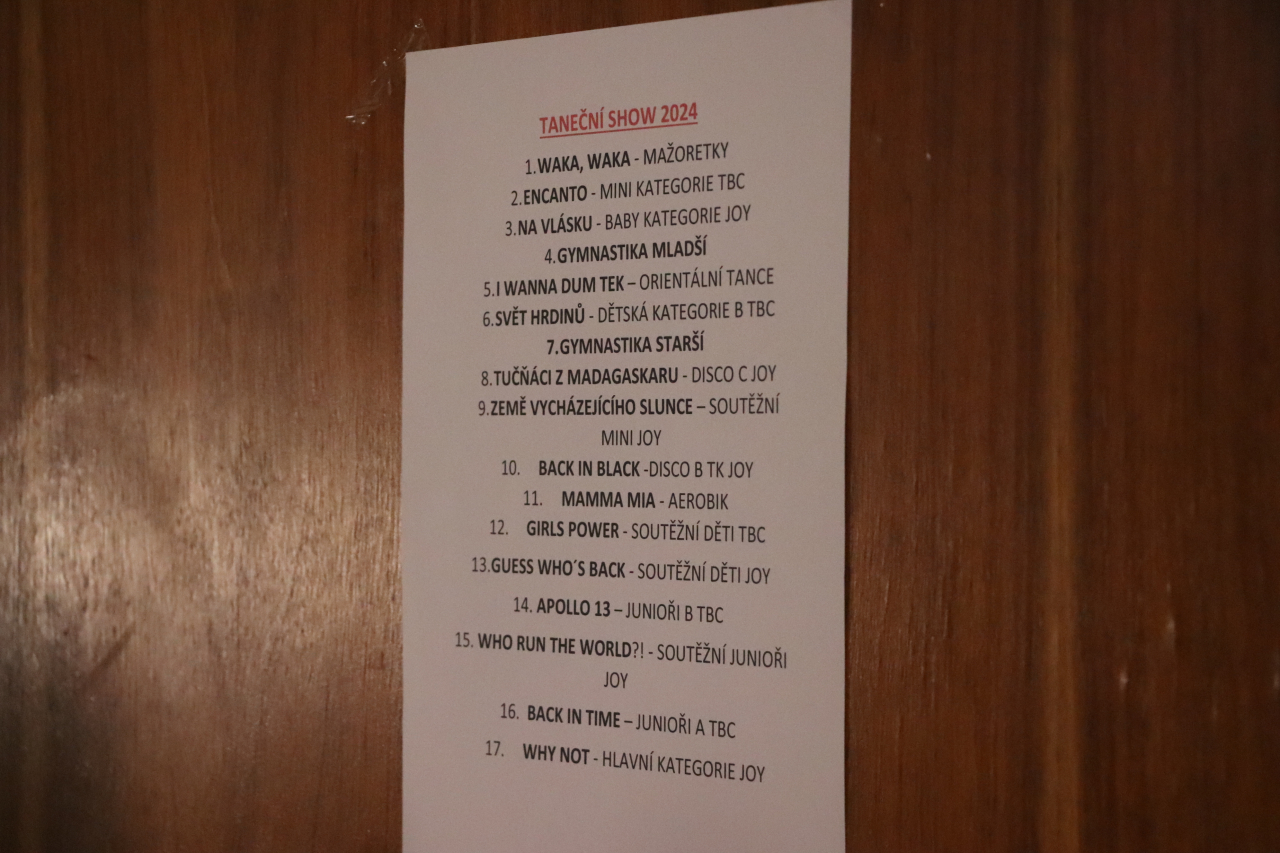 TANEČNÍ SHOW 2024
1.WAKA, WAKA - MAŽORETKY
2.ENCANTO - MINI KATEGORIE TBC
3.NA VLÁSKU - BABY KATEGORIE JOY
4.GYMNASTIKA MLADŠÍ
5.I WANNA DUM TEK – ORIENTÁLNÍ TANCE
6.SVĚT HRDINŮ - DĚTSKÁ KATEGORIE B TBC
7.GYMNASTIKA STARŠÍ
8.TUČŇÁCI Z MADAGASKARU - DISCO C JOY
9.ZEMĚ VYCHÁZEJÍCÍHO SLUNCE – SOUTĚŽNÍ
MINI JOY
10. BACK IN BLACK -DISCO B TK JOY
11. MAMMA MIA - AEROBIK
12. GIRLS POWER - SOUTĚŽNÍ DĚTI TBC
13.GUESS WHO´S BACK - SOUTĚŽNÍ DĚTI JOY
14. APOLLO 13 – JUNIOŘI B TBC
15. WHO RUN THE WORLD?! - SOUTĚŽNÍ JUNIOŘI
JOY
16. BACK IN TIME – JUNIOŘI A TBC
17. WHY NOT - HLAVNÍ KATEGORIE JOY